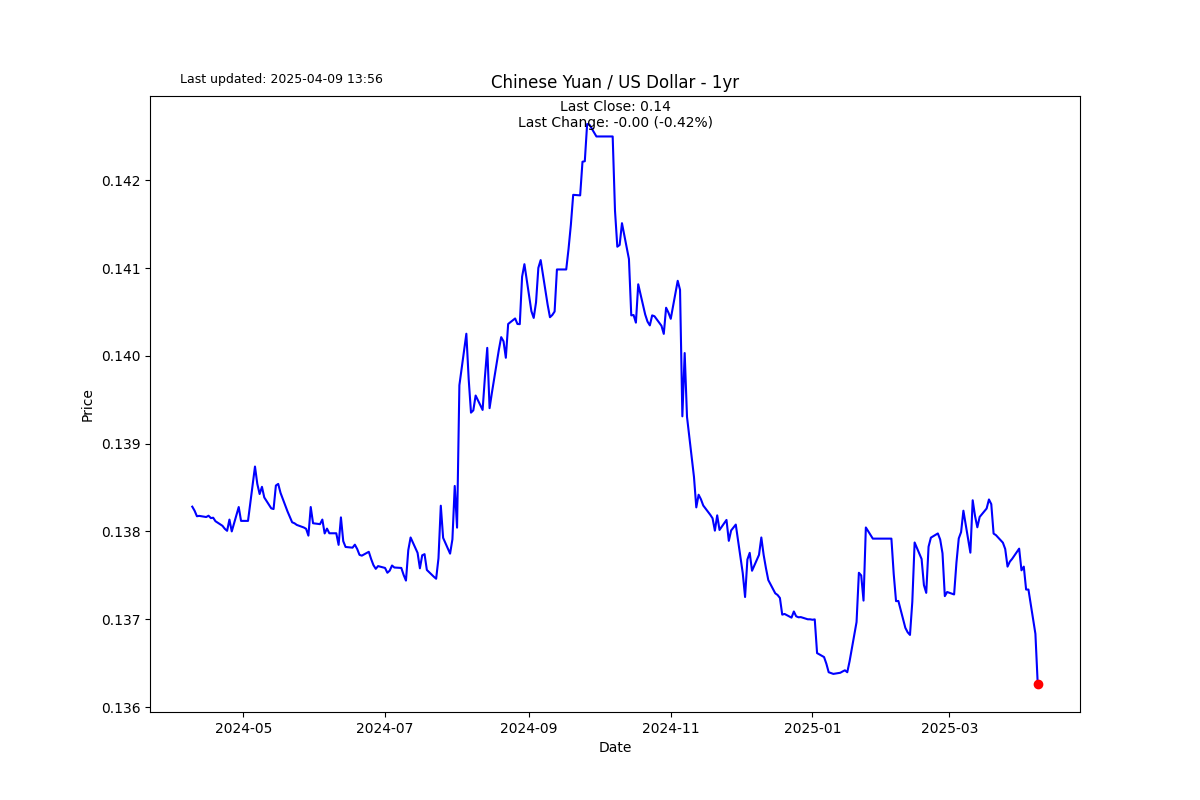 Last updated: 2025-04-09 13:56
Chinese Yuan / US Dollar - 1yr
Last Close: 0.14
Last Change: -0.00 (-0.42%)
Price
0.142
0.141
0.140
0.139
0.138
0.137
0.136
2024-05
2024-07
2024-09
2024-11
2025-01
2025-03
Date